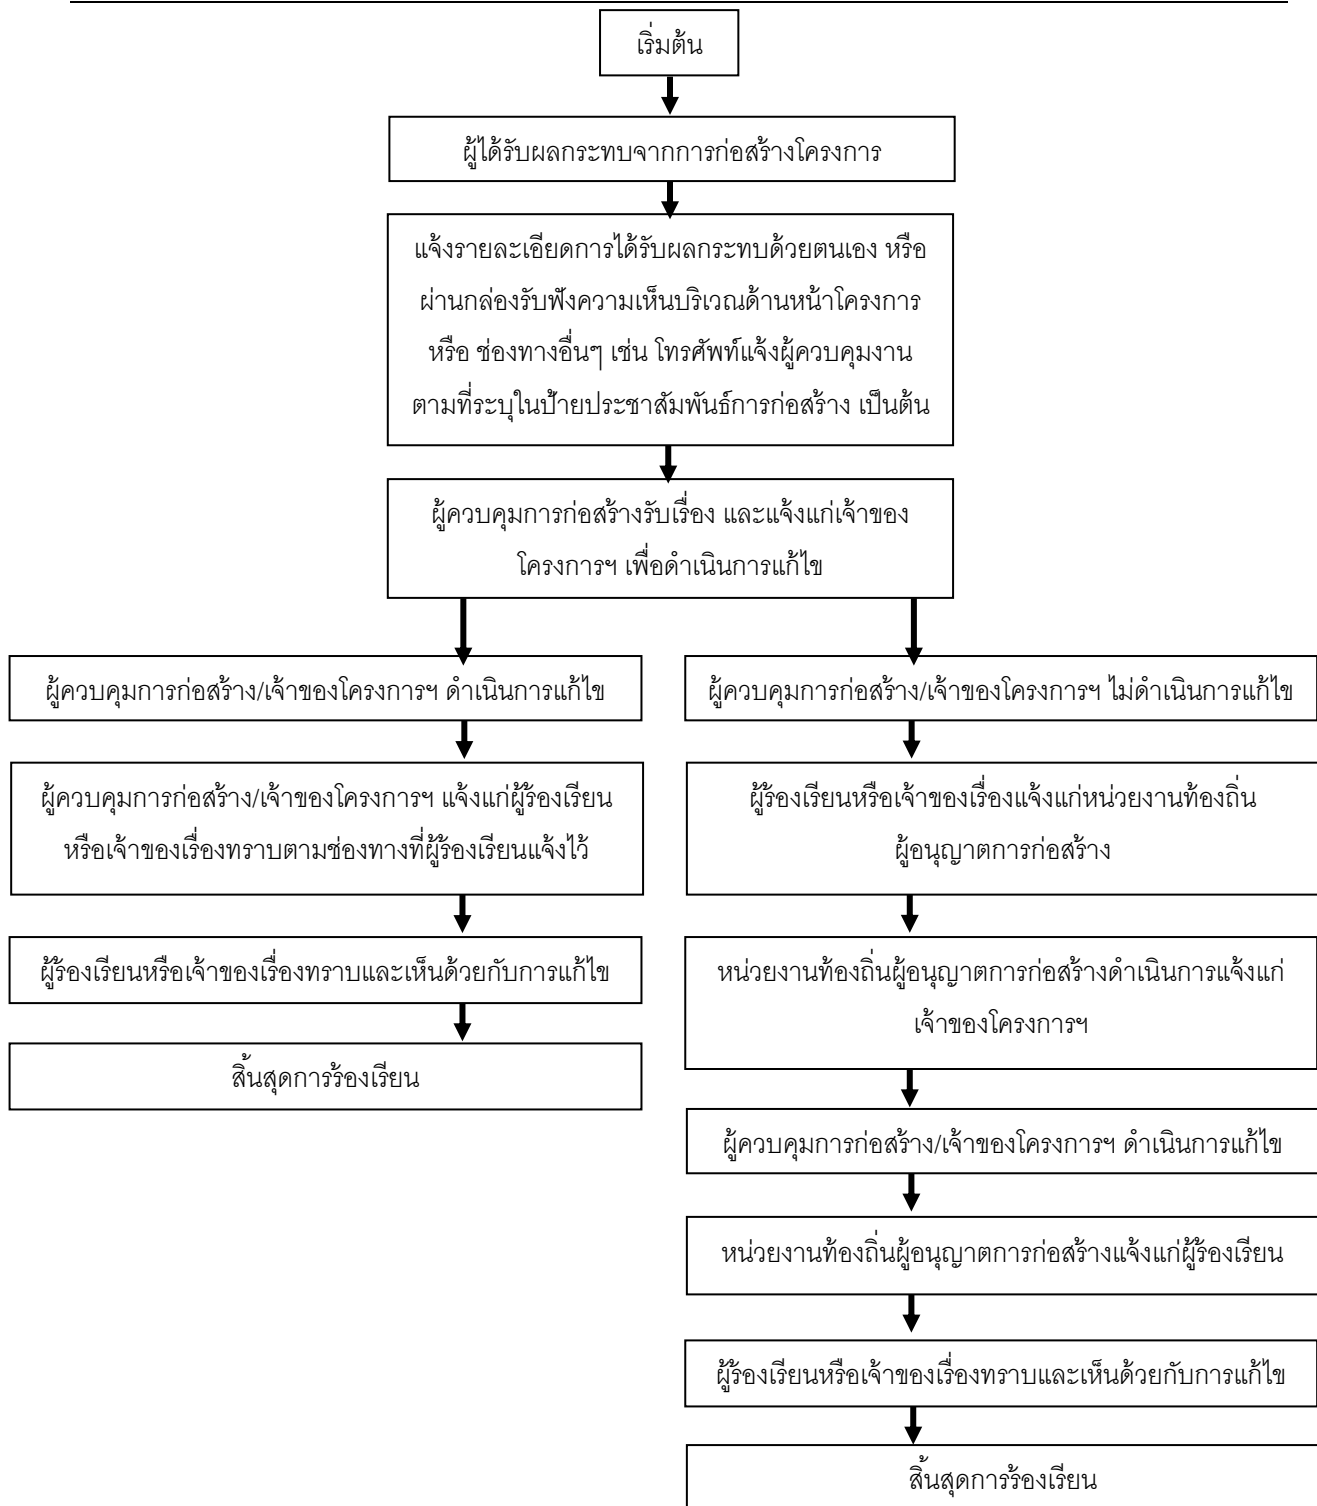 เริ่มต้น
ผู้ได้รับผลกระทบจากการก่อสร้างโครงการ
แจ้งรายละเอียดการได้รับผลกระทบด้วยตนเอง หรือ
ผ่านกล่องรับฟังความเห็นบริเวณด้านหน้าโครงการ
หรือ ช่องทางอื่นๆ เช่น โทรศัพท์แจ้งผู้ควบคุมงาน
ตามที่ระบุในป้ายประชาสัมพันธ์การก่อสร้าง เป็นต้น
ผู้ควบคุมการก่อสร้างรับเรื่อง และแจ้งแก่เจ้าของ
โครงการฯ เพื่อดำเนินการแก้ไข
ผู้ควบคุมการก่อสร้าง/เจ้าของโครงการฯ ดำเนินการแก้ไข
ผู้ควบคุมการก่อสร้าง/เจ้าของโครงการฯ แจ้งแก่ผู้ร้องเรียน
หรือเจ้าของเรื่องทราบตามช่องทางที่ผู้ร้องเรียนแจ้งไว้
ผู้ร้องเรียนหรือเจ้าของเรื่องทราบและเห็นด้วยกับการแก้ไข
สิ้นสุดการร้องเรียน
ผู้ควบคุมการก่อสร้าง/เจ้าของโครงการฯ ไม่ดำเนินการแก้ไข
ผู้ร้องเรียนหรือเจ้าของเรื่องแจ้งแก่หน่วยงานท้องถิ่น
ผู้อนุญาตการก่อสร้าง
หน่วยงานท้องถิ่นผู้อนุญาตการก่อสร้างดำเนินการแจ้งแก่
เจ้าของโครงการฯ
ผู้ควบคุมการก่อสร้าง/เจ้าของโครงการฯ ดำเนินการแก้ไข
หน่วยงานท้องถิ่นผู้อนุญาตการก่อสร้างแจ้งแก่ผู้ร้องเรียน
ผู้ร้องเรียนหรือเจ้าของเรื่องทราบและเห็นด้วยกับการแก้ไข
สิ้นสุดการร้องเรียน